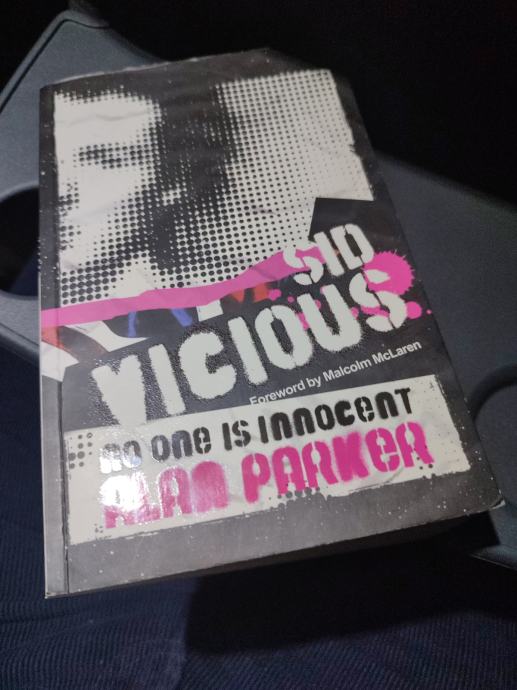 SID
VICIOUS
Foreword by Malcolm McLaren
NO ONE IS INNOCENT
ALAN PARKER